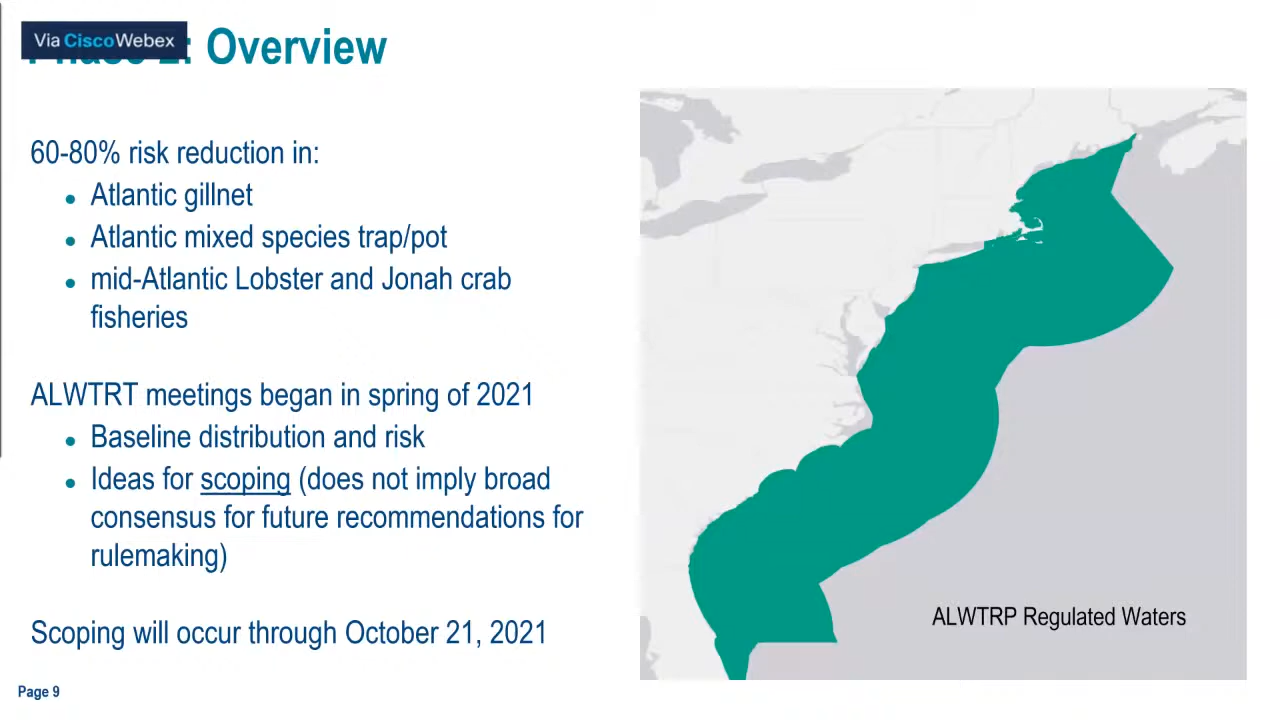 Via Cisco Webex
: Overview
60-80% risk reduction in:
● Atlantic gillnet
● Atlantic mixed species trap/pot
● mid-Atlantic Lobster and Jonah crab
fisheries
ALWTRT meetings began in spring of 2021
● Baseline distribution and risk
● Ideas for scoping (does not imply broad
consensus for future recommendations for
rulemaking)
Scoping will occur through October 21, 2021
ALWTRP Regulated Waters
Page 9